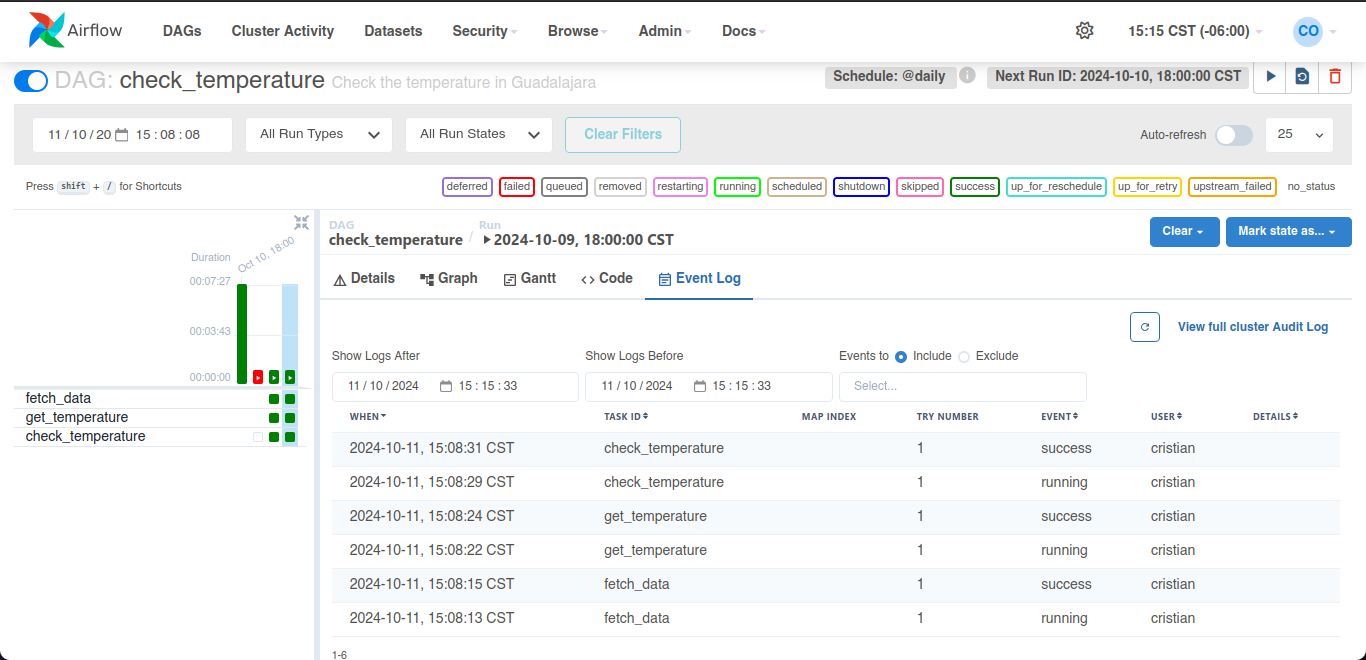 Airflow DAGs Cluster Activity Datasets Security Browse Admin Docs 15:15 CST (-06:00) CO
DAG: check_temperature Check the temperature in Guadalajara Schedule: @daily i Next Run ID: 2024-10-10, 18:00:00 CST
11 / 10 / 20 15 : 08 : 08 All Run Types All Run States Clear Filters Auto-refresh 25
Press shift + / for Shortcuts deferred failed queued removed restarting running scheduled shutdown skipped success up_for_reschedule up_for_retry upstream_failed no_status
DAG Run
check_temperature / 2024-10-09, 18:00:00 CST Clear Mark state as...
Oct 10, 18:00
Duration
00:07:27
00:03:43
00:00:00
fetch_data
get_temperature
check_temperature
Details Graph Gantt Code Event Log
View full cluster Audit Log
Show Logs After Show Logs Before Events to Include Exclude
11 / 10 / 2024 15 : 15 : 33 11 / 10 / 2024 15 : 15 : 33 Select...
WHEN TASK ID MAP INDEX TRY NUMBER EVENT USER DETAILS
2024-10-11, 15:08:31 CST check_temperature 1 success cristian
2024-10-11, 15:08:29 CST check_temperature 1 running cristian
2024-10-11, 15:08:24 CST get_temperature 1 success cristian
2024-10-11, 15:08:22 CST get_temperature 1 running cristian
2024-10-11, 15:08:15 CST fetch_data 1 success cristian
2024-10-11, 15:08:13 CST fetch_data 1 running cristian
1-6